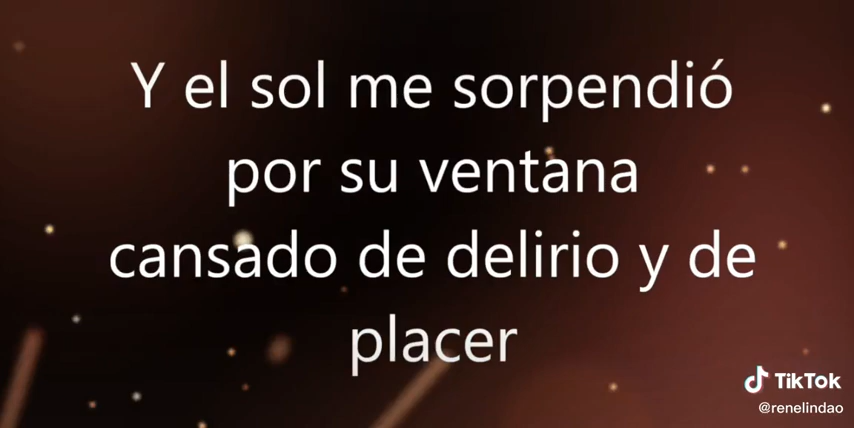 Y el sol me sorpendió
por su ventana
cansado de delirio y de
placer
TikTok
@renelindao